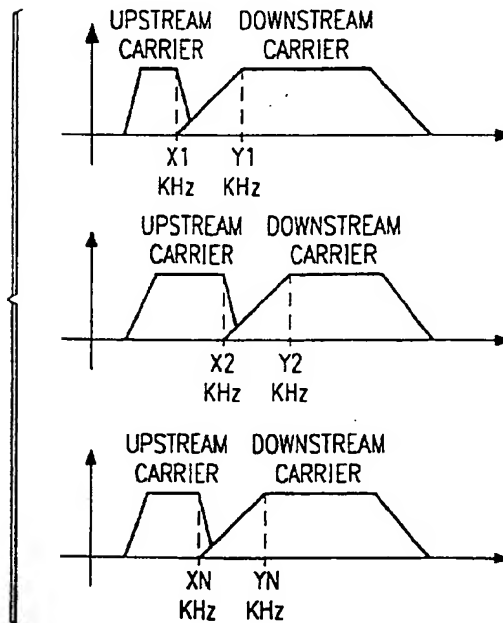 UPSTREAM DOWNSTREAM
CARRIER CARRIER
X1 Y1
KHz KHz
UPSTREAM DOWNSTREAM
CARRIER CARRIER
X2 Y2
KHz KHz
UPSTREAM DOWNSTREAM
CARRIER CARRIER
XN YN
KHz KHz